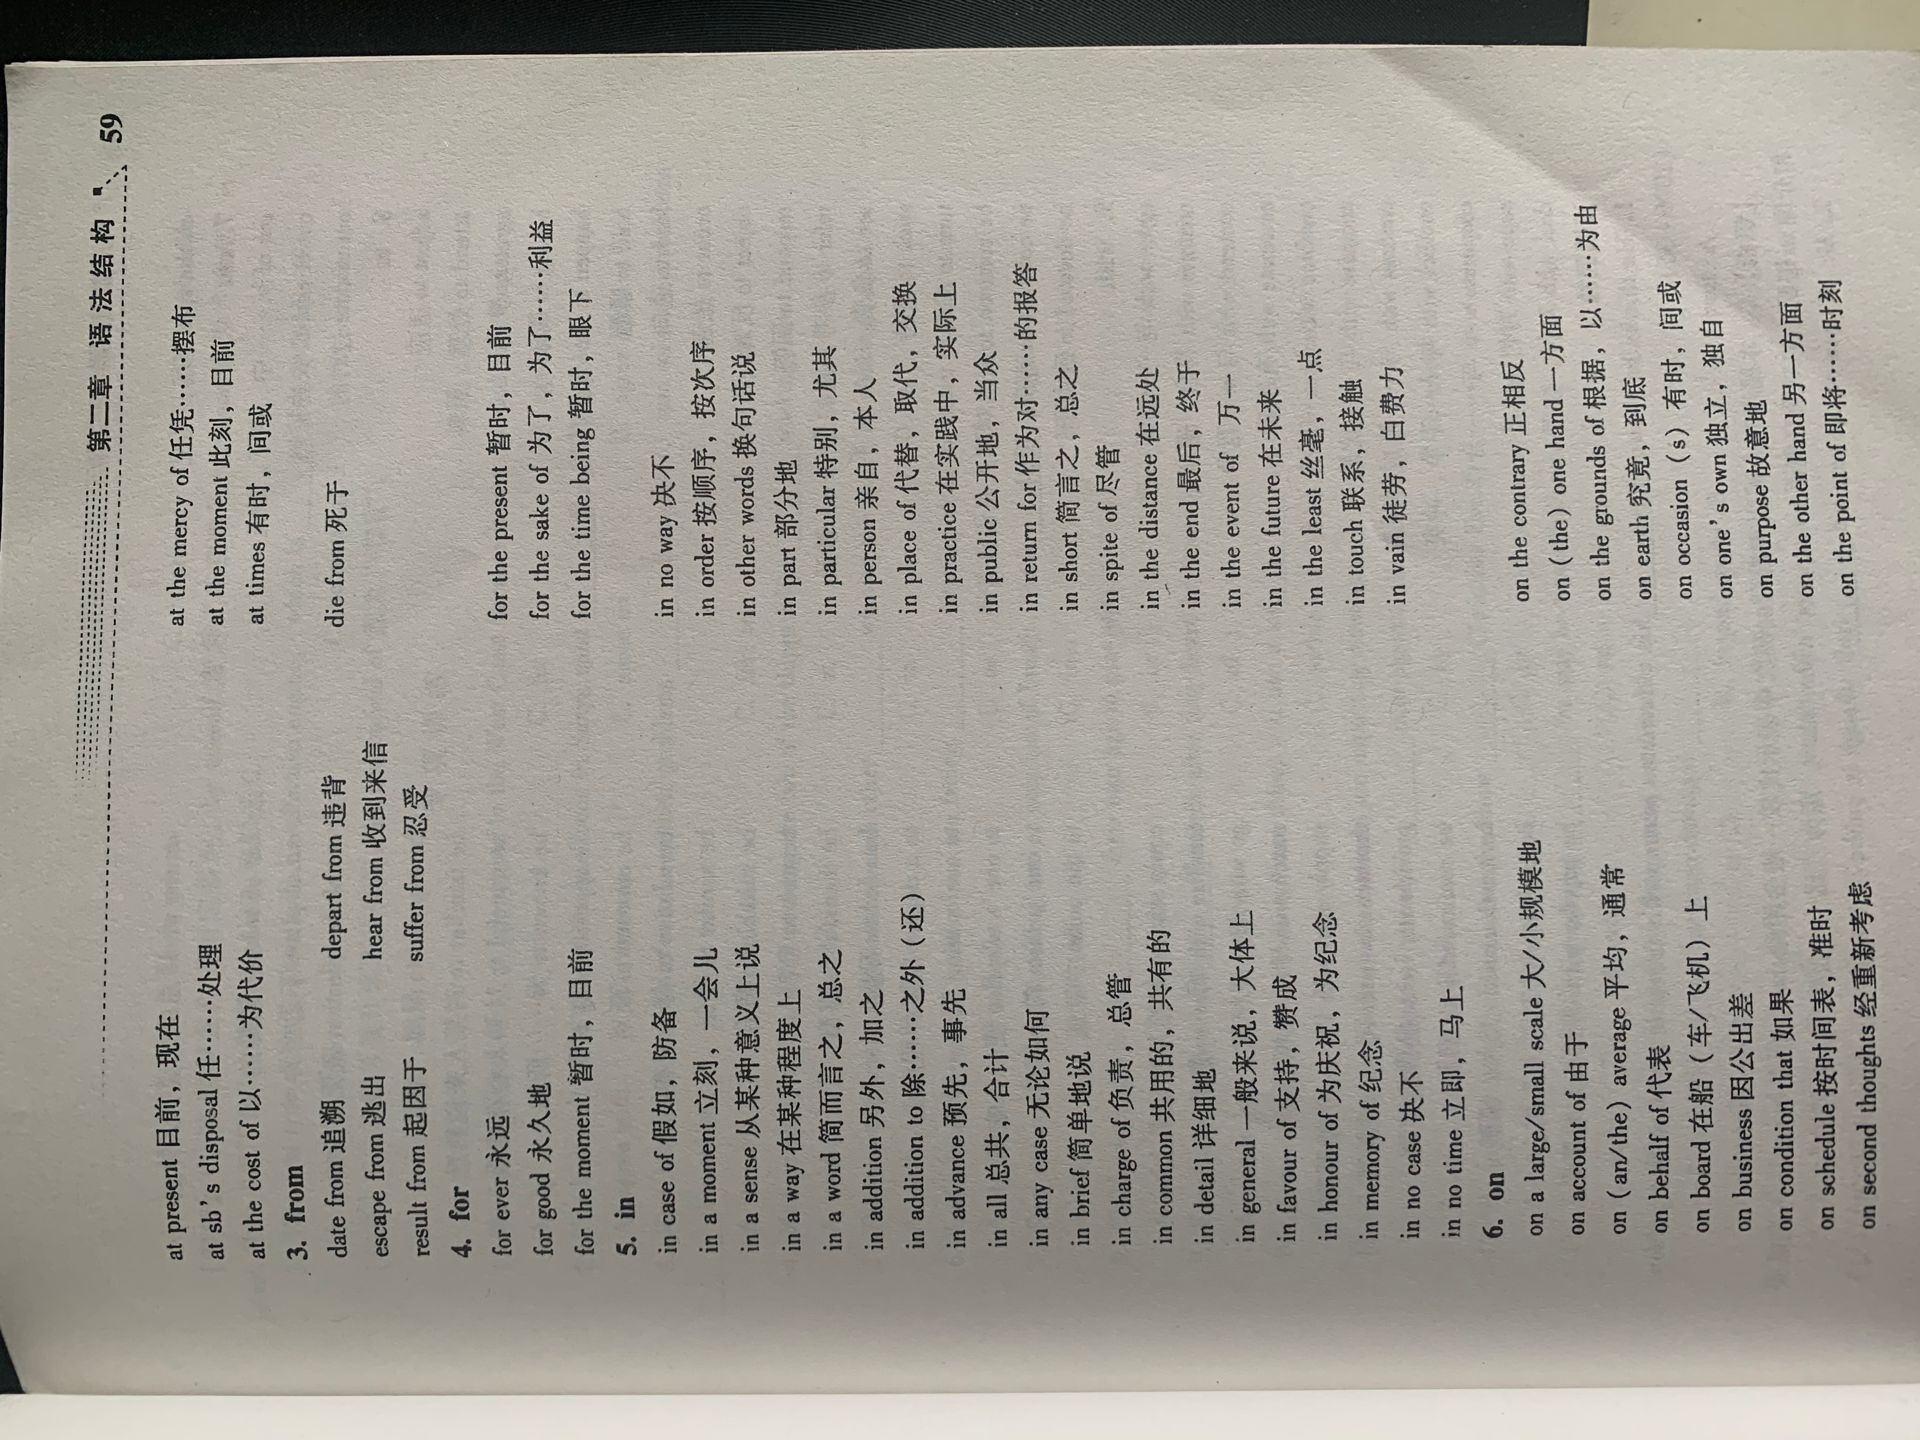 第二章 语法结构 59
at present 目前，现在
at sb's disposal 任……处理
at the cost of 以……为代价
at the mercy of 任凭……摆布
at the moment 此刻，目前
at times 有时，间或
3. from
date from 追溯 depart from 违背 die from 死于
escape from 逃出 hear from 收到来信
result from 起因于 suffer from 忍受
4. for
for ever 永远
for good 永久地
for the moment 暂时，目前
for the present 暂时，目前
for the sake of 为了，为了……利益
for the time being 暂时，眼下
5. in
in case of 假如，防备
in a moment 立刻，一会儿
in a sense 从某种意义上说
in a way 在某种程度上
in a word 简而言之，总之
in addition 另外，加之
in addition to 除……之外（还）
in advance 预先，事先
in all 总共，合计
in any case 无论如何
in brief 简单地说
in charge of 负责，总管
in common 共用的，共有的
in detail 详细地
in general 一般来说，大体上
in favour of 支持，赞成
in honour of 为庆祝，为纪念
in memory of 纪念
in no case 决不
in no time 立即，马上
in no way 决不
in order 按顺序，按次序
in other words 换句话说
in part 部分地
in particular 特别，尤其
in person 亲自，本人
in place of 代替，取代，交换
in practice 在实践中，实际上
in public 公开地，当众
in return for 作为对……的报答
in short 简言之，总之
in spite of 尽管
in the distance 在远处
in the end 最后，终于
in the event of 万一
in the future 在未来
in the least 丝毫，一点
in touch 联系，接触
in vain 徒劳，白费力
6. on
on a large/small scale 大/小规模地
on account of 由于
on (an/the) average 平均，通常
on behalf of 代表
on board 在船（车/飞机）上
on business 因公出差
on condition that 如果
on schedule 按时间表，准时
on second thoughts 经重新考虑
on the contrary 正相反
on (the) one hand 一方面
on the grounds of 根据，以……为由
on earth 究竟，到底
on occasion (s) 有时，间或
on one's own 独立，独自
on purpose 故意地
on the other hand 另一方面
on the point of 即将……时刻